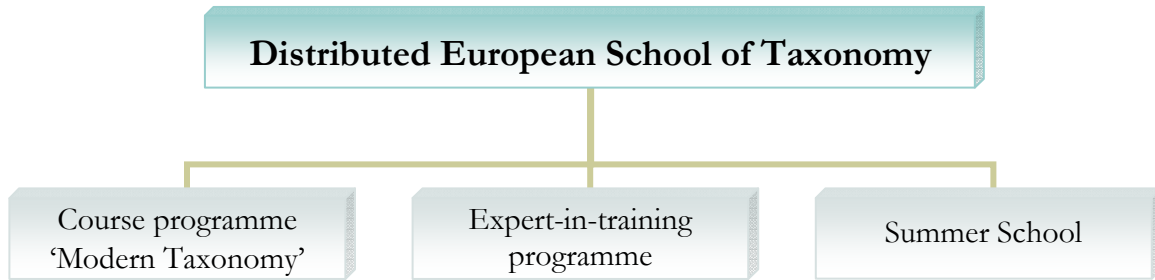 Distributed European School of Taxonomy
Course programme
‘Modern Taxonomy’
Expert-in-training
programme
Summer School